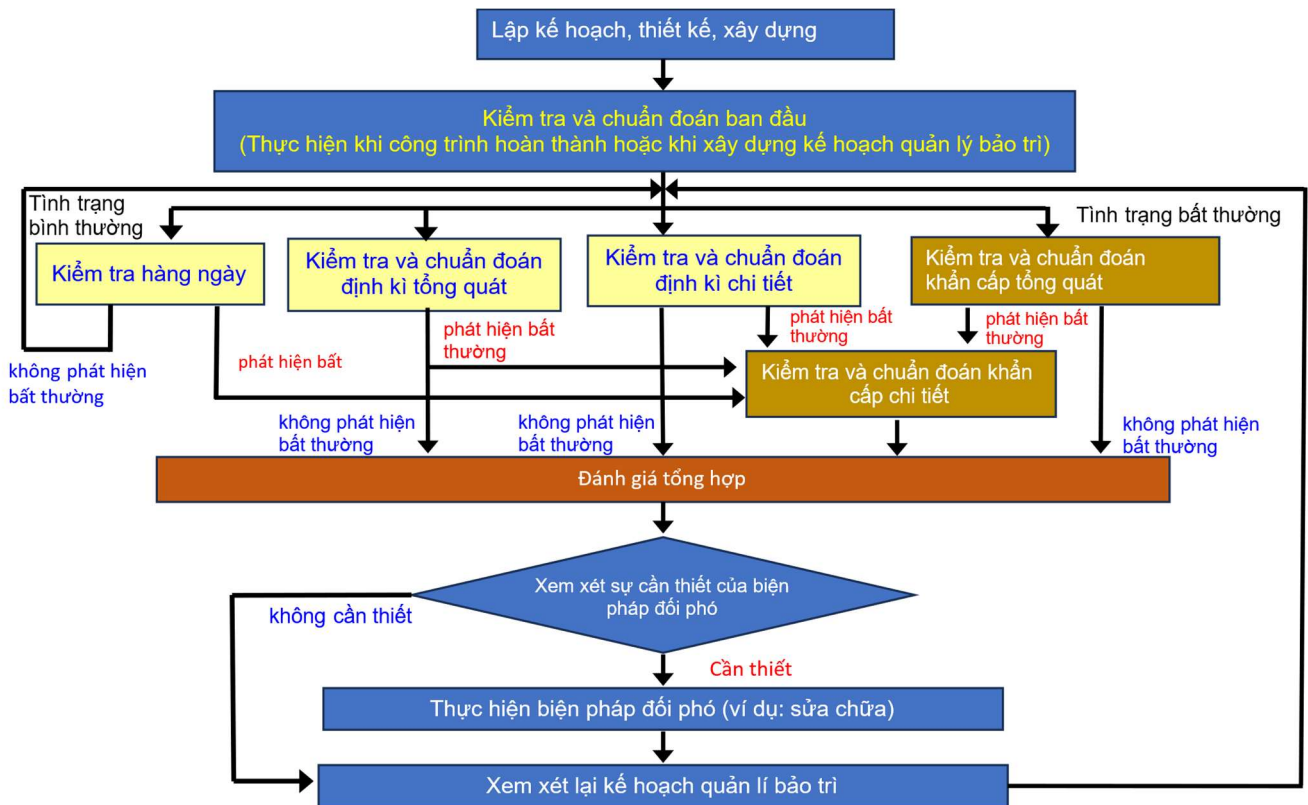 Lập kế hoạch, thiết kế, xây dựng
Kiểm tra và chuẩn đoán ban đầu
(Thực hiện khi công trình hoàn thành hoặc khi xây dựng kế hoạch quản lý bảo trì)
Tình trạng
bình thường
Tình trạng bất thường
Kiểm tra hàng ngày
Kiểm tra và chuẩn đoán
định kì tổng quát
Kiểm tra và chuẩn đoán
định kì chi tiết
Kiểm tra và chuẩn đoán
khẩn cấp tổng quát
không phát hiện
bất thường
phát hiện bất
phát hiện bất
thường
phát hiện bất
thường
phát hiện bất
thường
Kiểm tra và chuẩn đoán khẩn
cấp chi tiết
không phát hiện
bất thường
không phát hiện
bất thường
không phát hiện
bất thường
Đánh giá tổng hợp
Xem xét sự cần thiết của biện
pháp đối phó
không cần thiết
Cần thiết
Thực hiện biện pháp đối phó (ví dụ: sửa chữa)
Xem xét lại kế hoạch quản lí bảo trì